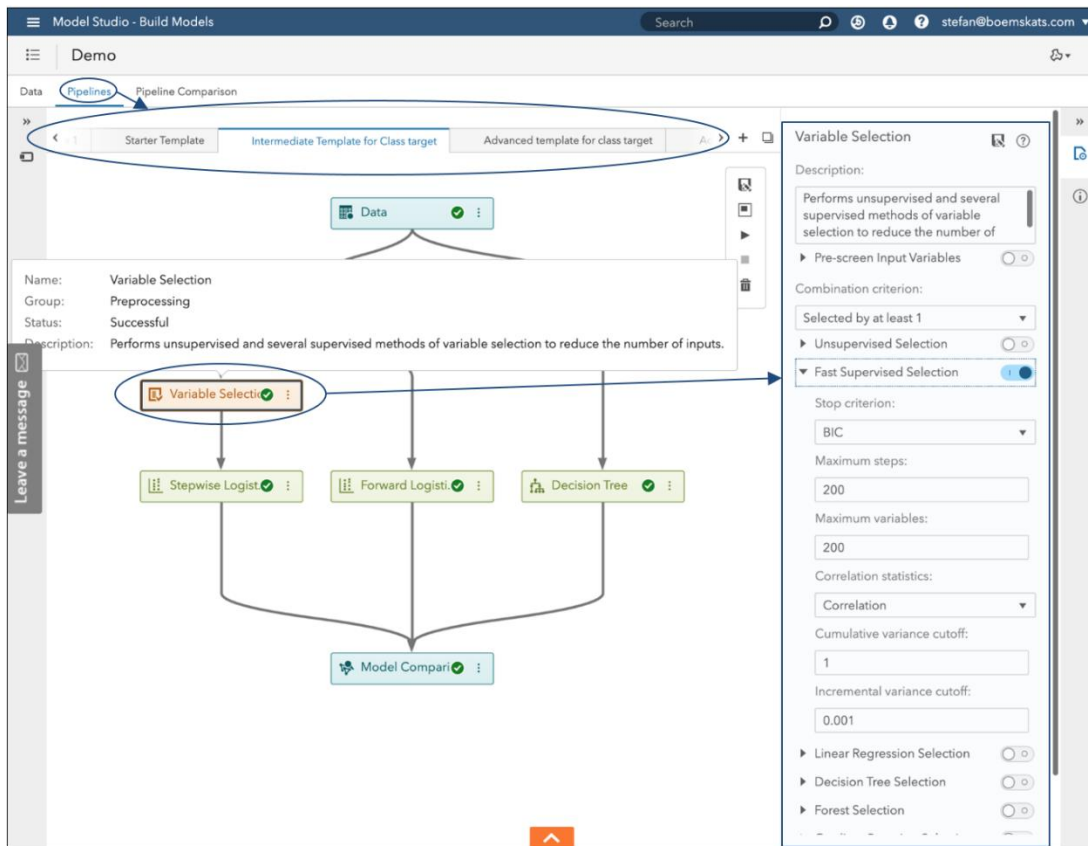 Model Studio - Build Models
Search
stefan@boemskats.com
Demo
Data
Pipelines
Pipeline Comparison
Starter Template
Intermediate Template for Class target
Advanced template for class target
Data
Name: Variable Selection
Group: Preprocessing
Status: Successful
Description: Performs unsupervised and several supervised methods of variable selection to reduce the number of inputs.
Leave a message
Variable Selectio
Stepwise Logist.
Forward Logisti.
Decision Tree
Model Compari
Variable Selection
Description:
Performs unsupervised and several
supervised methods of variable
selection to reduce the number of
Pre-screen Input Variables
Combination criterion:
Selected by at least 1
Unsupervised Selection
Fast Supervised Selection
Stop criterion:
BIC
Maximum steps:
200
Maximum variables:
200
Correlation statistics:
Correlation
Cumulative variance cutoff:
1
Incremental variance cutoff:
0.001
Linear Regression Selection
Decision Tree Selection
Forest Selection